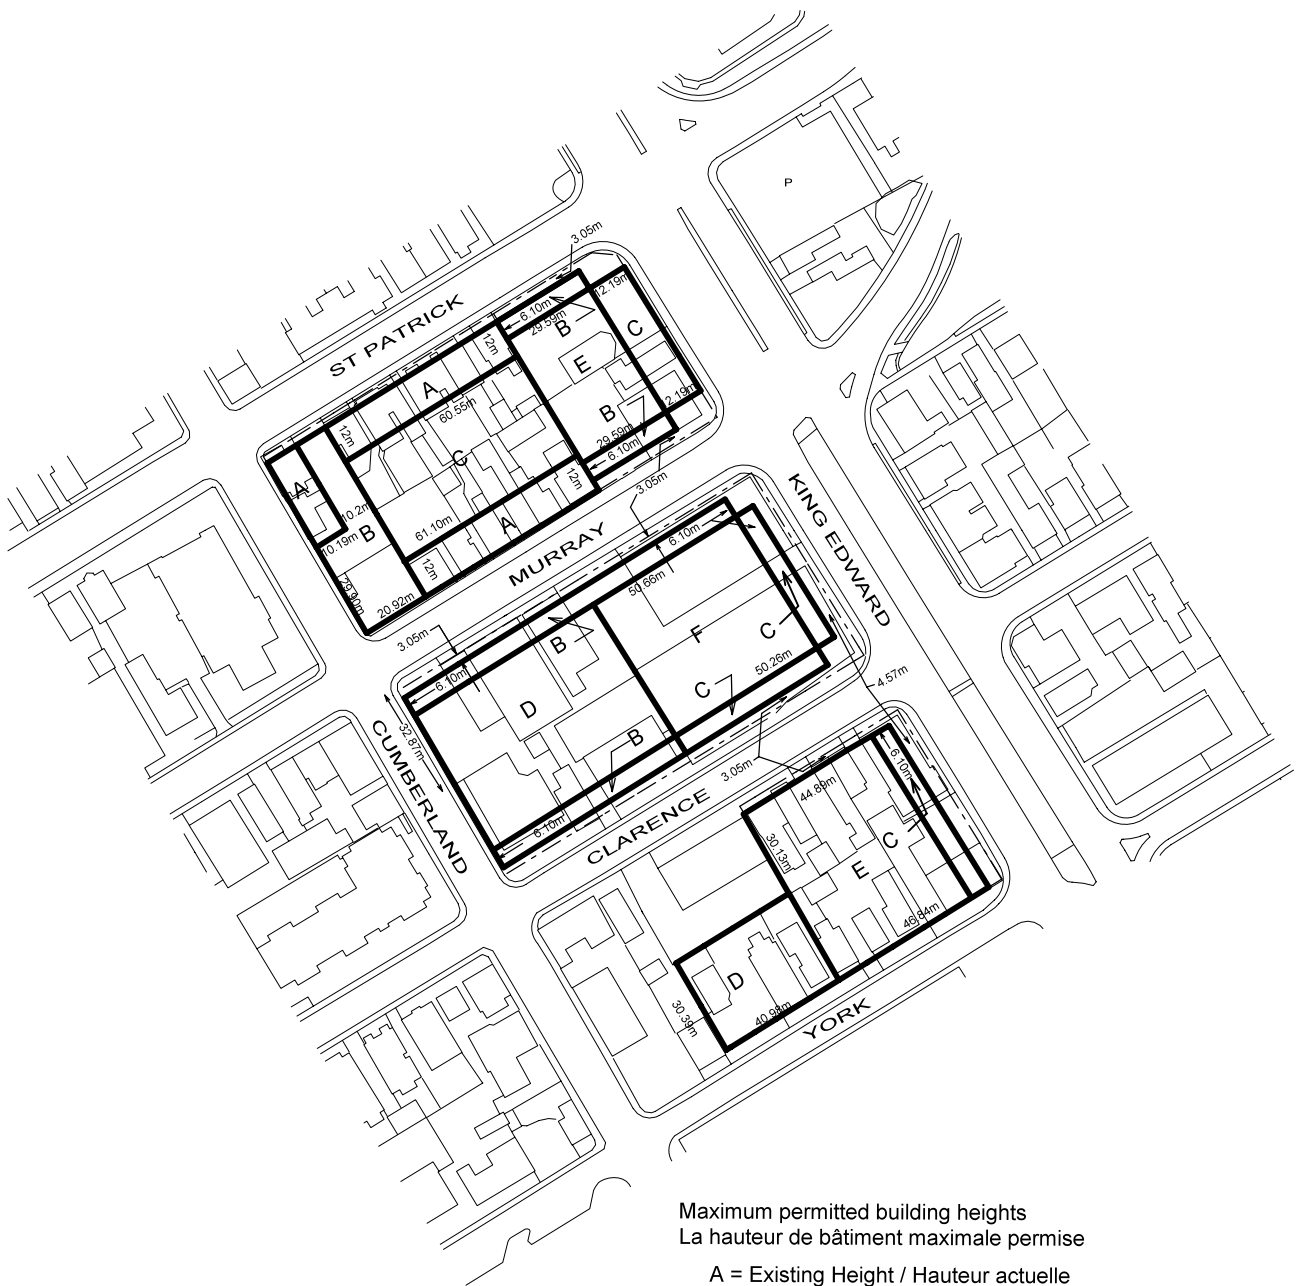 P
3.05m
ST PATRICK
12.19m
6.10m
29.59m
B
C
12m
E
A
60.55m
12m
B
12.19m
29.59m
6.10m
C
12m
A
10.2m
B
10.19m
61.10m
A
12m
29.90m
20.92m
MURRAY
3.05m
KING EDWARD
6.10m
50.66m
3.05m
B
F
C
6.10m
50.26m
C
4.57m
D
32.87m
B
CUMBERLAND
3.05m
6.10m
CLARENCE
44.89m
6.10m
30.13m
C
E
46.84m
D
30.39m
40.98m
YORK
Maximum permitted building heights
La hauteur de bâtiment maximale permise
A = Existing Height / Hauteur actuelle